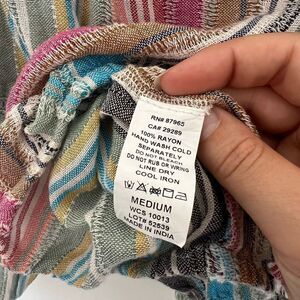 RN# 87965
CA# 29289
100% RAYON
HAND WASH COLD
SEPARATELY
DO NOT BLEACH
DO NOT RUB OR WRING
LINE DRY
COOL IRON
MEDIUM
WCS 10013
LOT# 52539
MADE IN INDIA